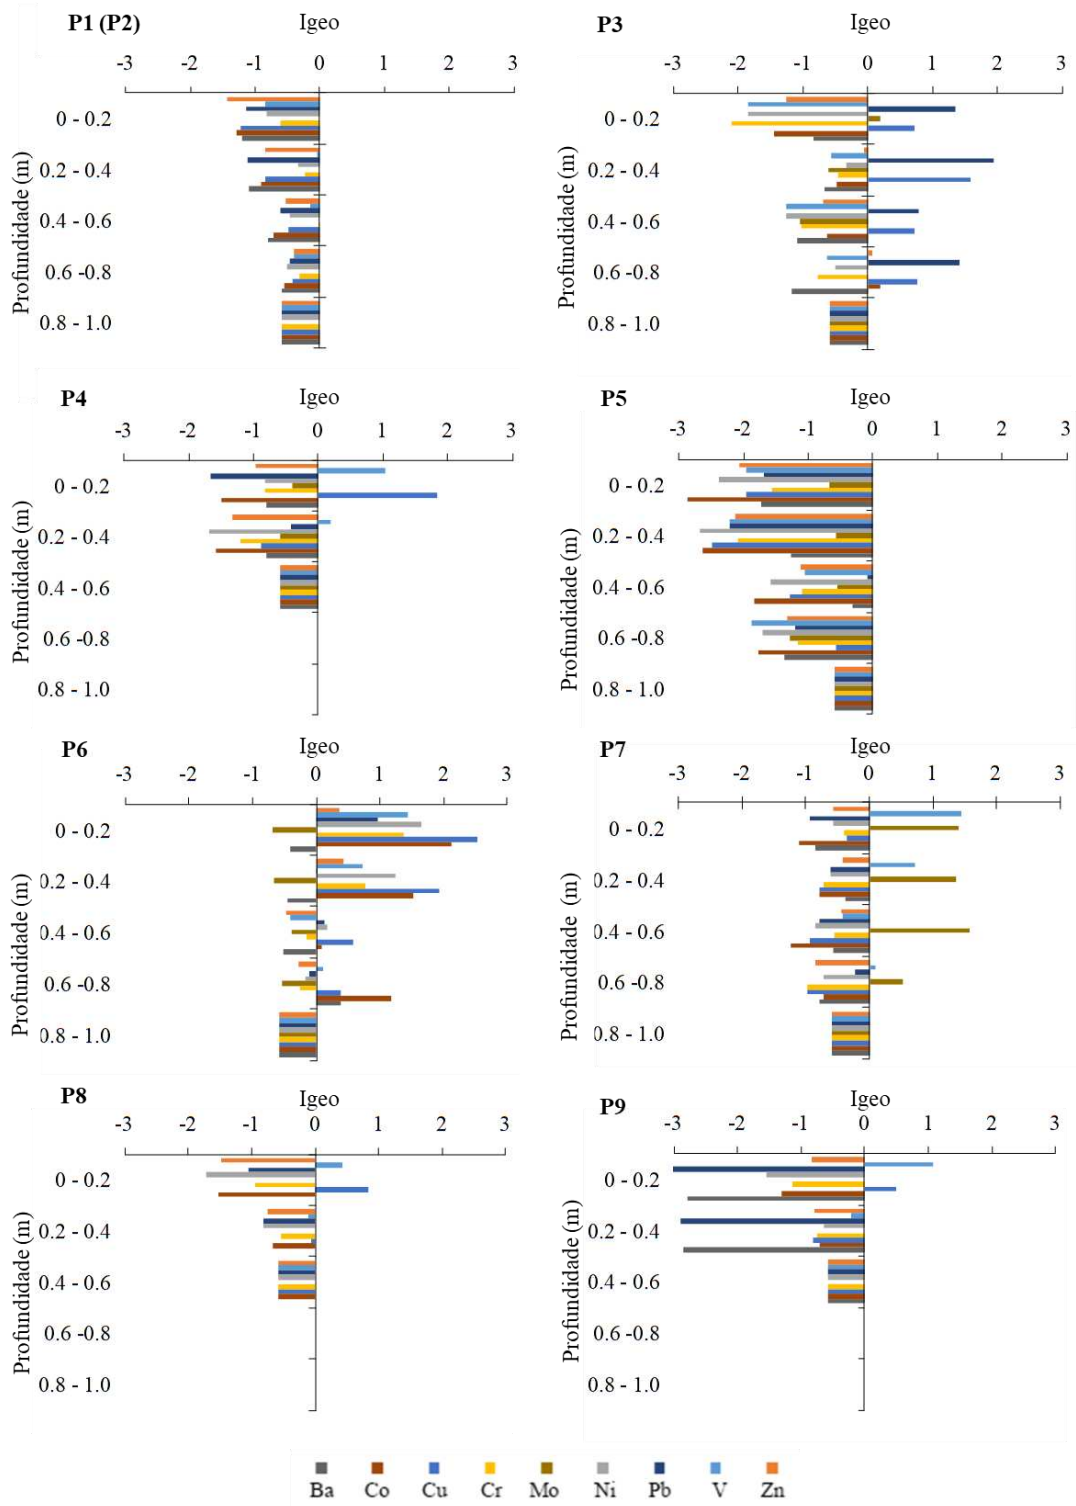 P1 (P2) Igeo
-3 -2 -1 0 1 2 3
Profundidade (m)
0 - 0.2
0.2 - 0.4
0.4 - 0.6
0.6 -0.8
0.8 - 1.0
P3 Igeo
-3 -2 -1 0 1 2 3
Profundidade (m)
0 - 0.2
0.2 - 0.4
0.4 - 0.6
0.6 -0.8
0.8 - 1.0
P4 Igeo
-3 -2 -1 0 1 2 3
Profundidade (m)
0 - 0.2
0.2 - 0.4
0.4 - 0.6
0.6 -0.8
0.8 - 1.0
P5 Igeo
-3 -2 -1 0 1 2 3
Profundidade (m)
0 - 0.2
0.2 - 0.4
0.4 - 0.6
0.6 -0.8
0.8 - 1.0
P6 Igeo
-3 -2 -1 0 1 2 3
Profundidade (m)
0 - 0.2
0.2 - 0.4
0.4 - 0.6
0.6 -0.8
0.8 - 1.0
P7 Igeo
-3 -2 -1 0 1 2 3
Profundidade (m)
0 - 0.2
0.2 - 0.4
0.4 - 0.6
0.6 -0.8
0.8 - 1.0
P8 Igeo
-3 -2 -1 0 1 2 3
Profundidade (m)
0 - 0.2
0.2 - 0.4
0.4 - 0.6
0.6 -0.8
0.8 - 1.0
P9 Igeo
-3 -2 -1 0 1 2 3
Profundidade (m)
0 - 0.2
0.2 - 0.4
0.4 - 0.6
0.6 -0.8
0.8 - 1.0
Ba Co Cu Cr Mo Ni Pb V Zn